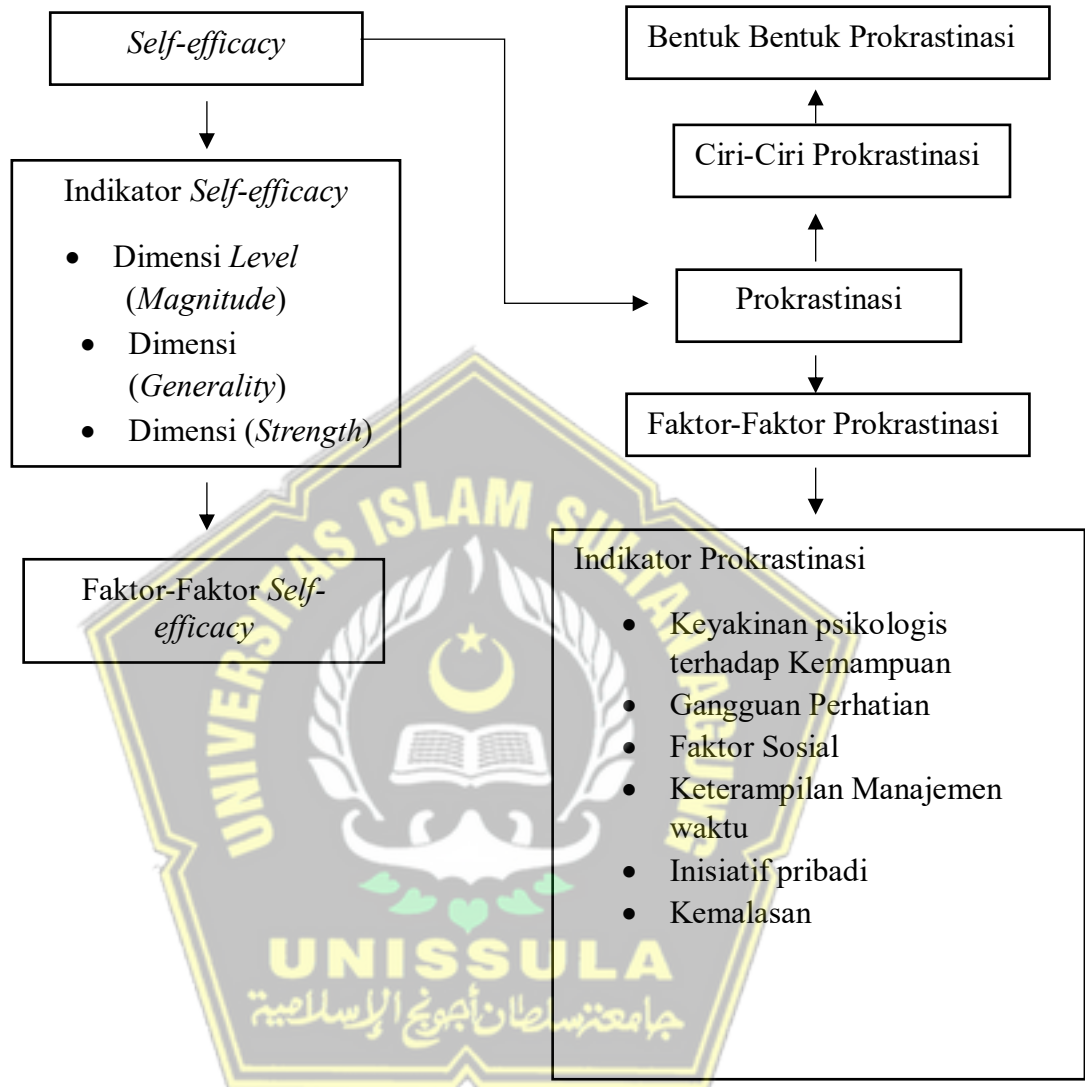 Self-efficacy
Indikator Self-efficacy
• Dimensi Level
(Magnitude)
• Dimensi
(Generality)
• Dimensi (Strength)
Faktor-Faktor Self-
efficacy
Bentuk Bentuk Prokrastinasi
Ciri-Ciri Prokrastinasi
Prokrastinasi
Faktor-Faktor Prokrastinasi
Indikator Prokrastinasi
• Keyakinan psikologis
terhadap Kemampuan
• Gangguan Perhatian
• Faktor Sosial
• Keterampilan Manajemen
waktu
• Inisiatif pribadi
• Kemalasan
UNIVERSITAS ISLAM SULTAN AGUNG
UNISSULA
جامعة سلطان أجونج الإسلامية